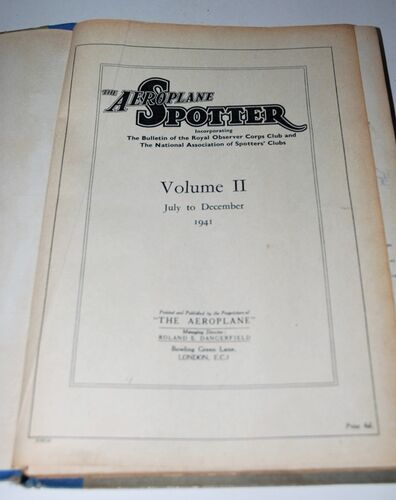 THE AEROPLANE
SPOTTER
Incorporating
The Bulletin of the Royal Observer Corps Club and
The National Association of Spotters' Clubs
Volume II
July to December
1941
Printed and Published by the Proprietors of
"THE AEROPLANE"
Managing Director:
ROLAND E. DANGERFIELD
Bowling Green Lane,
LONDON, E.C.1
Price 6d.